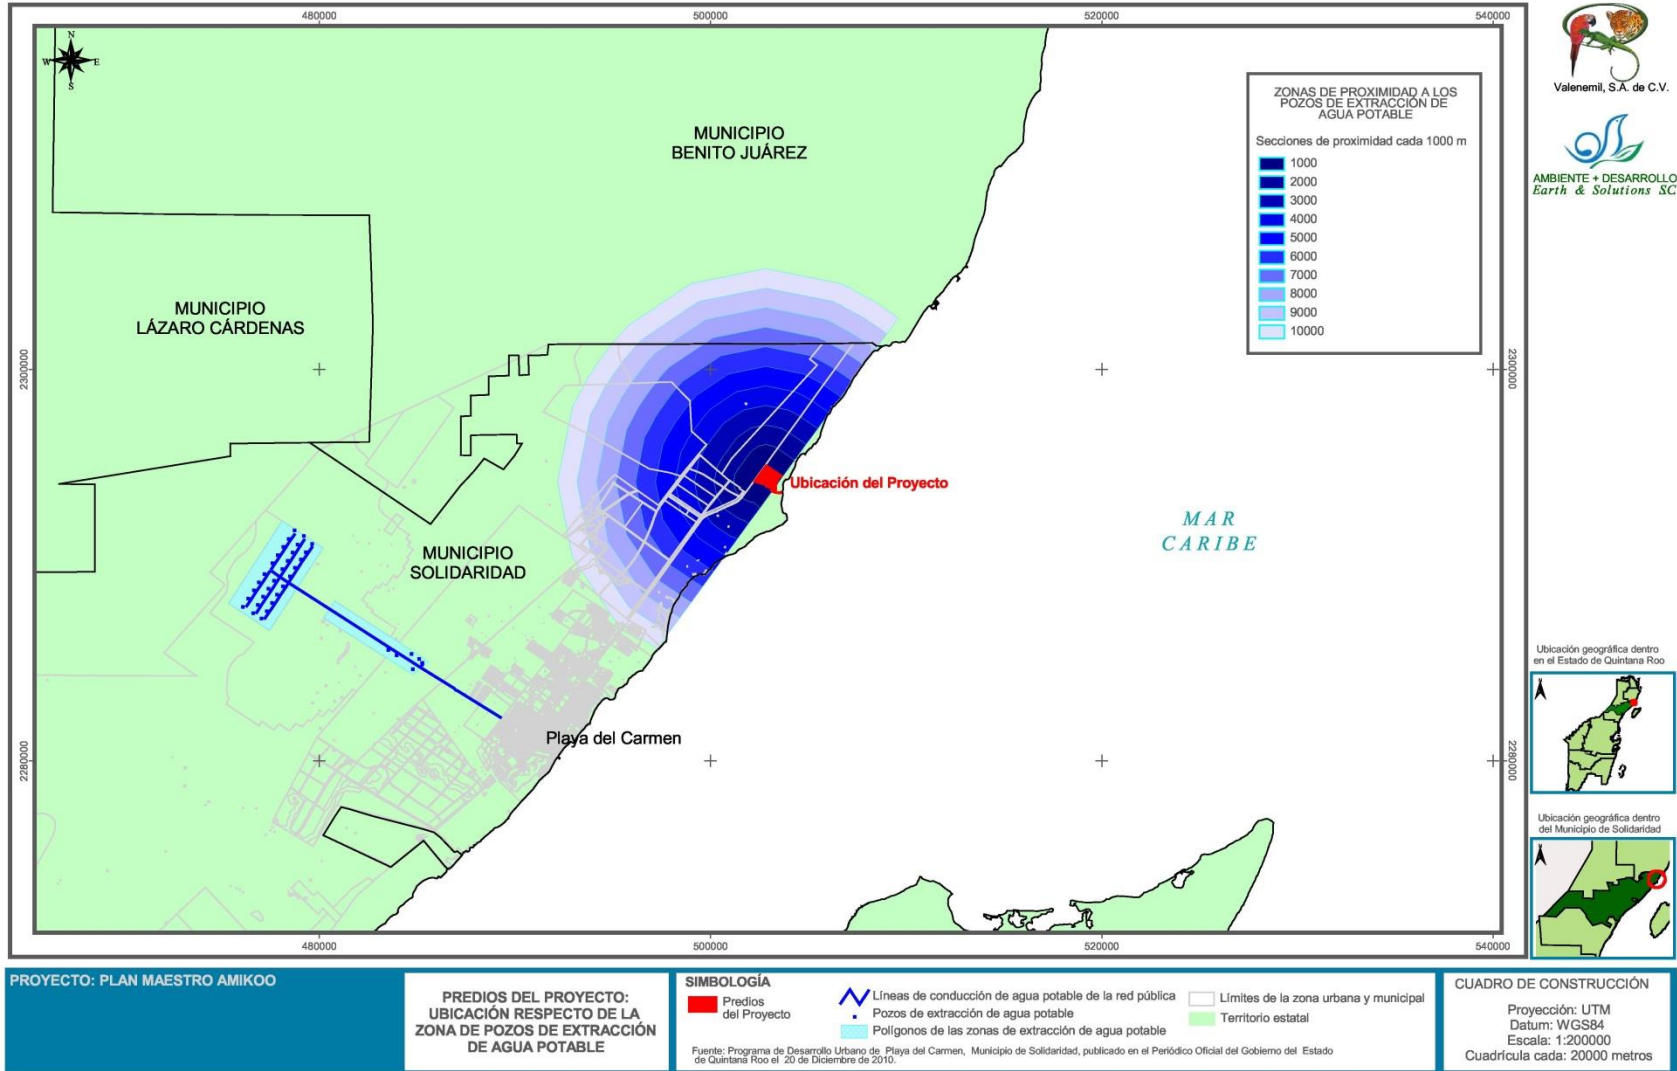 480000
500000
520000
540000
N
W
E
S
MUNICIPIO
BENITO JUÁREZ
MUNICIPIO
LÁZARO CÁRDENAS
MUNICIPIO
SOLIDARIDAD
Ubicación del Proyecto
MAR
CARIBE
Playa del Carmen
2300000
2300000
2280000
2280000
480000
500000
520000
540000
ZONAS DE PROXIMIDAD A LOS
POZOS DE EXTRACCIÓN DE
AGUA POTABLE
Secciones de proximidad cada 1000 m
1000
2000
3000
4000
5000
6000
7000
8000
9000
10000
Valenemil, S.A. de C.V.
AMBIENTE + DESARROLLO
Earth & Solutions SC
Ubicación geográfica dentro
en el Estado de Quintana Roo
Ubicación geográfica dentro
del Municipio de Solidaridad
PROYECTO: PLAN MAESTRO AMIKOO
PREDIOS DEL PROYECTO:
UBICACIÓN RESPECTO DE LA
ZONA DE POZOS DE EXTRACCIÓN
DE AGUA POTABLE
SIMBOLOGÍA
Predios
del Proyecto
Líneas de conducción de agua potable de la red pública
Pozos de extracción de agua potable
Polígonos de las zonas de extracción de agua potable
Límites de la zona urbana y municipal
Territorio estatal
Fuente: Programa de Desarrollo Urbano de Playa del Carmen, Municipio de Solidaridad, publicado en el Periódico Oficial del Gobierno del Estado
de Quintana Roo el 20 de Diciembre de 2010.
CUADRO DE CONSTRUCCIÓN
Proyección: UTM
Datum: WGS84
Escala: 1:200000
Cuadrícula cada: 20000 metros